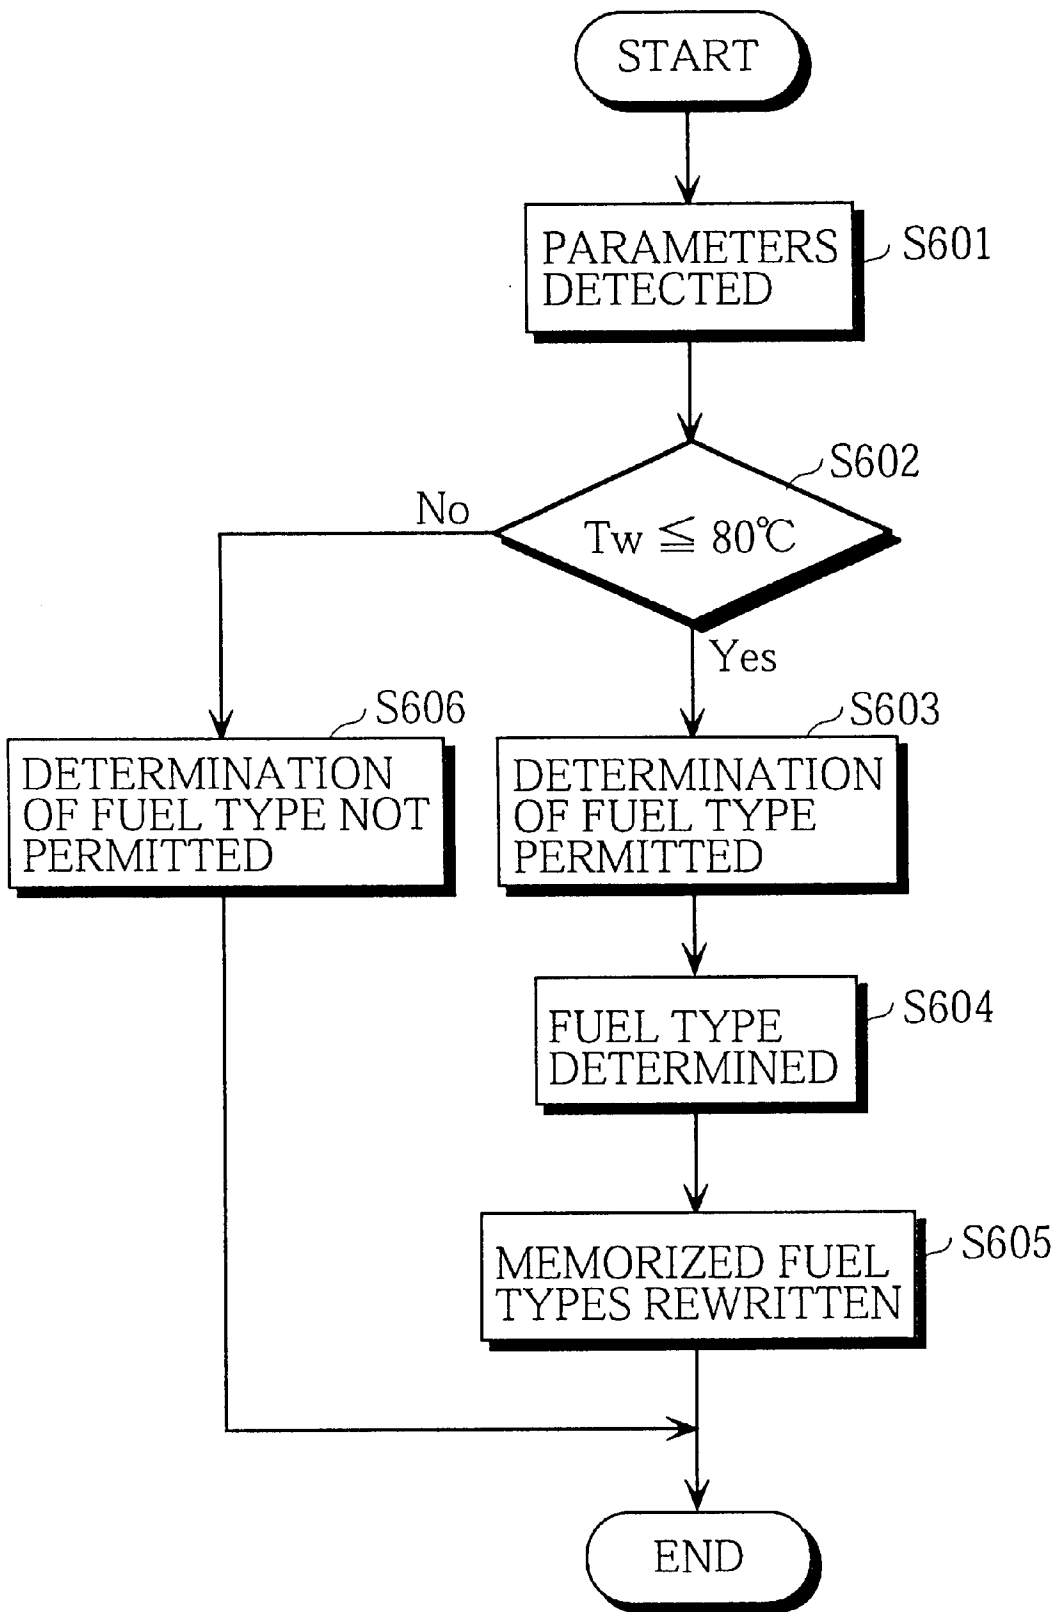 START
PARAMETERS
DETECTED
S601
S602
Tw ≦ 80℃
No
Yes
S606
DETERMINATION
OF FUEL TYPE NOT
PERMITTED
S603
DETERMINATION
OF FUEL TYPE
PERMITTED
S604
FUEL TYPE
DETERMINED
S605
MEMORIZED FUEL
TYPES REWRITTEN
END